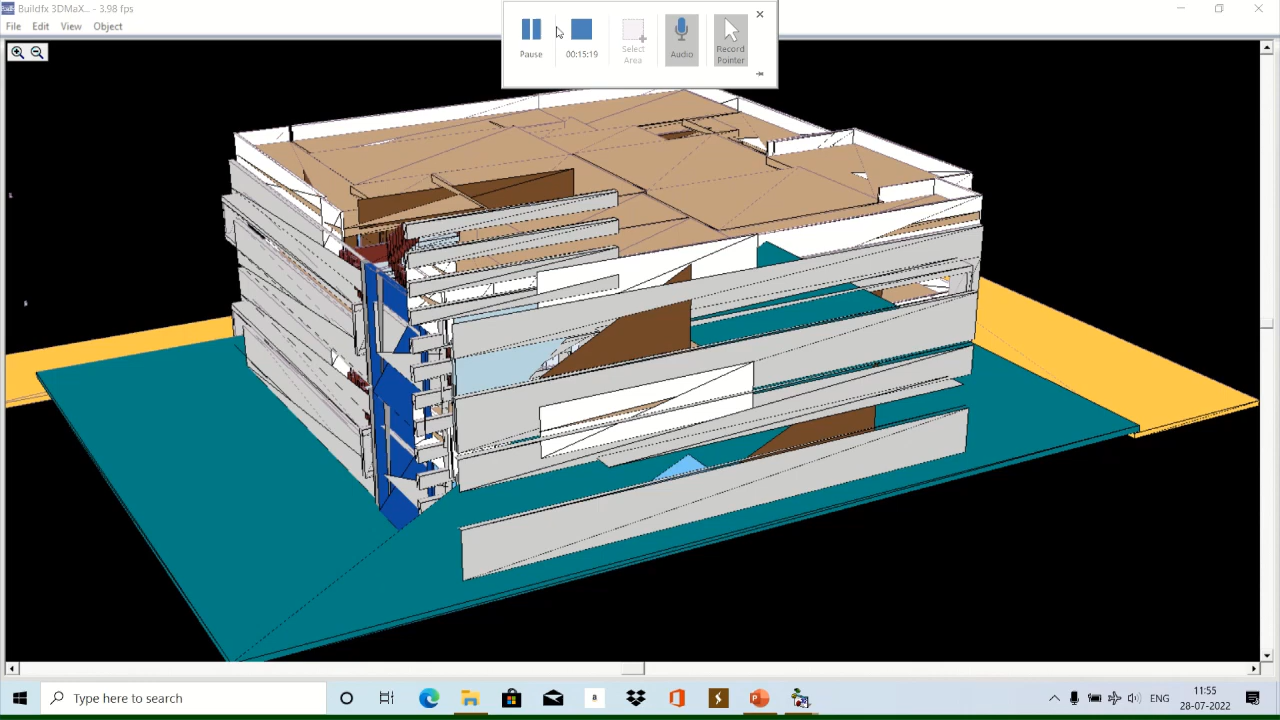 Buildfx 3DMaX... - 3.98 fps
File Edit View Object
Pause
00:15:19
Select
Area
Audio
Record
Pointer
Type here to search
a
ENG
11:55
28-07-2022